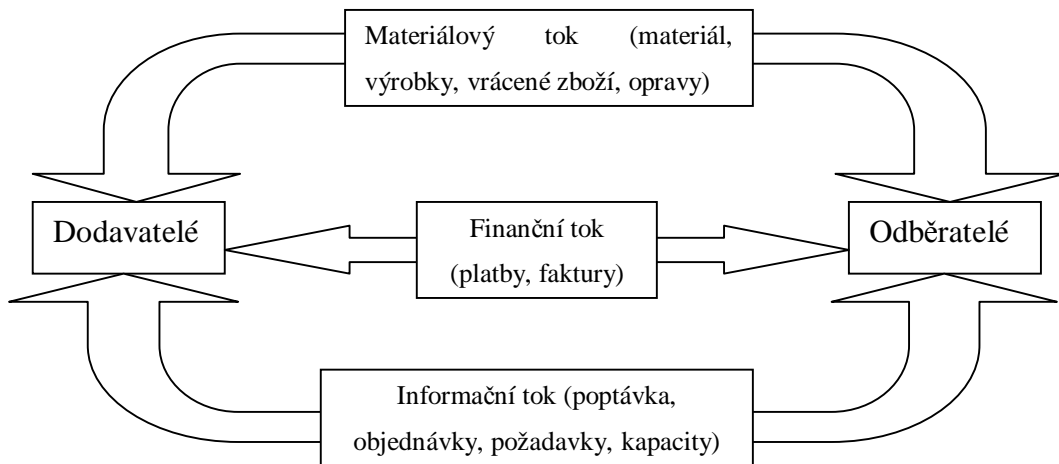 Materiálový tok (materiál,
výrobky, vrácené zboží, opravy)
Dodavatelé
Finanční tok
(platby, faktury)
Odběratelé
Informační tok (poptávka,
objednávky, požadavky, kapacity)